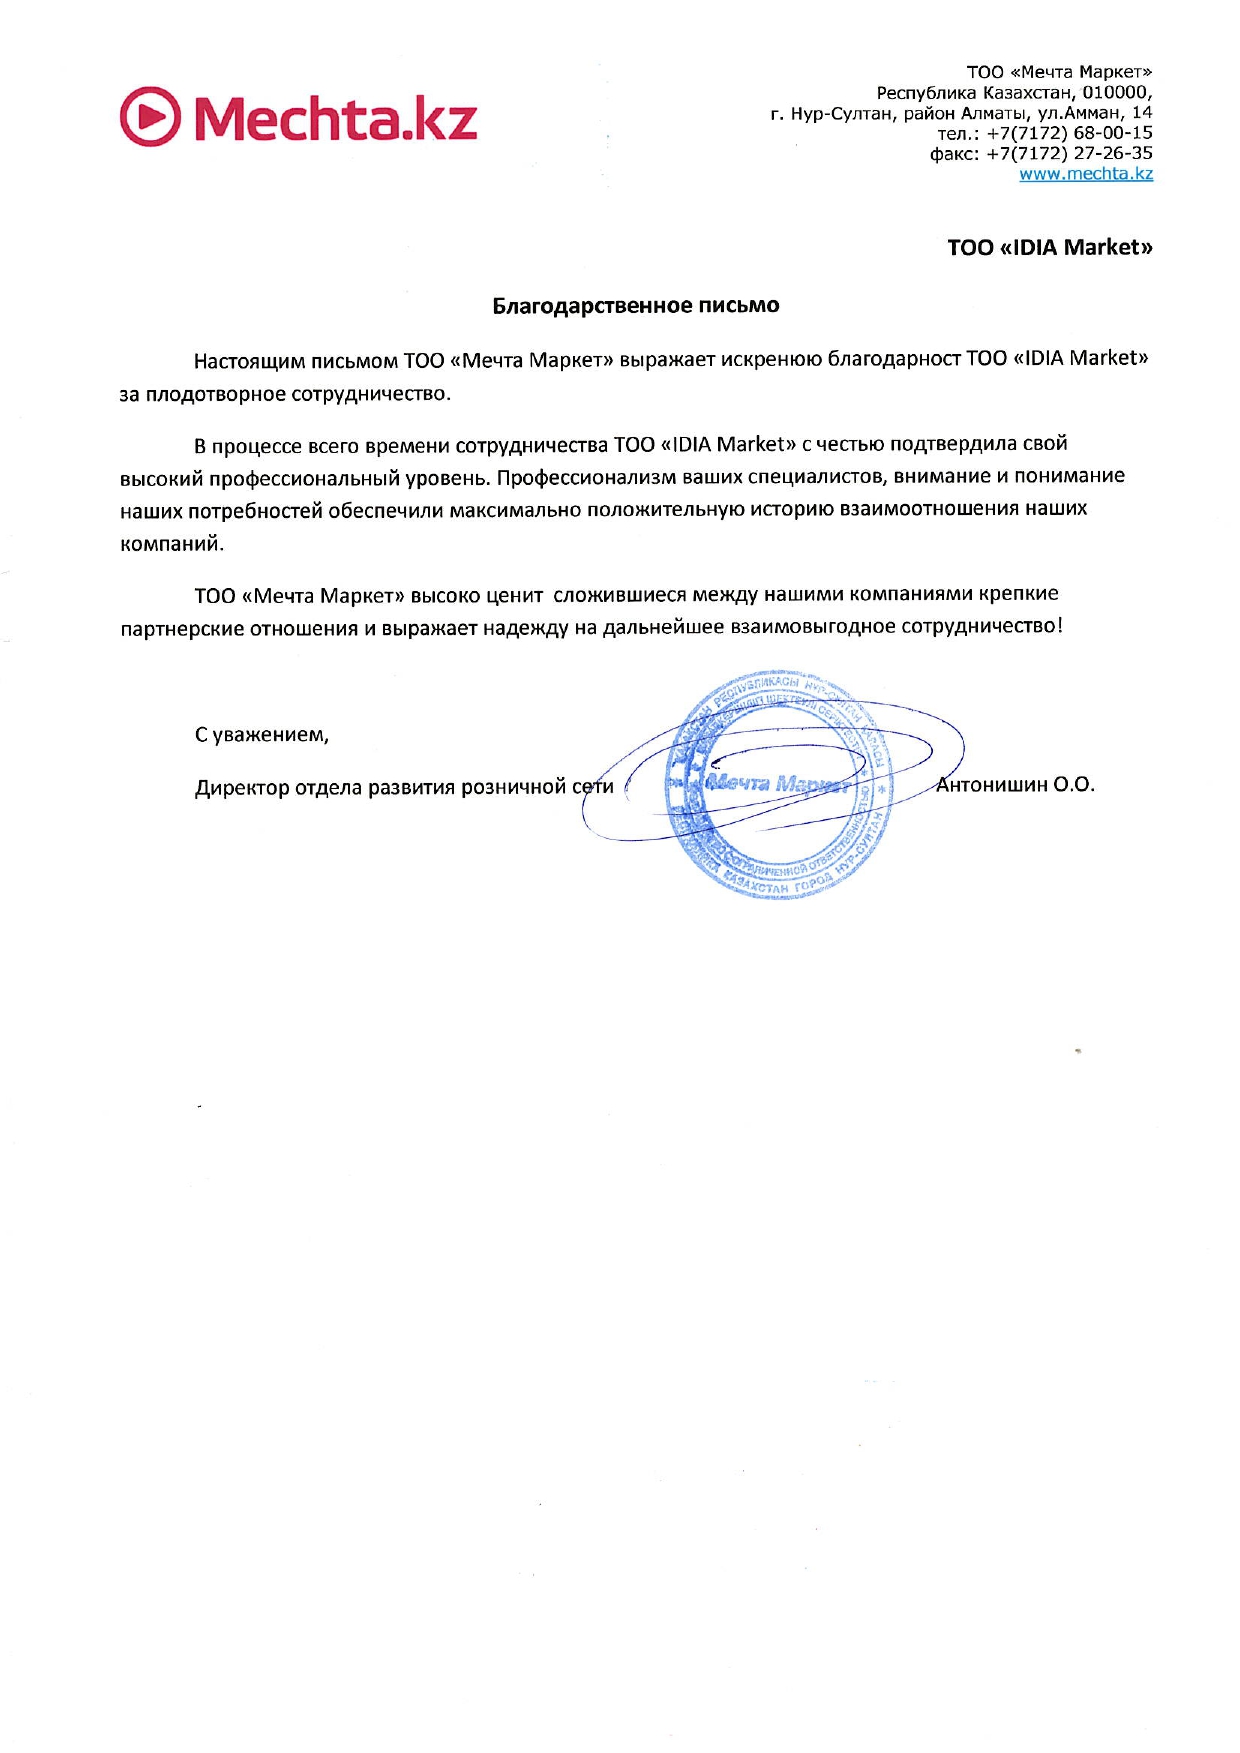 Mechta.kz
ТОО «Мечта Маркет»
Республика Казахстан, 010000,
г. Нур-Султан, район Алматы, ул.Амман, 14
тел.: +7(7172) 68-00-15
факс: +7(7172) 27-26-35
www.mechta.kz
ТОО «IDIA Market»
Благодарственное письмо
Настоящим письмом ТОО «Мечта Маркет» выражает искренюю благодарност ТОО «IDIA Market»
за плодотворное сотрудничество.
В процессе всего времени сотрудничества ТОО «IDIA Market» с честью подтвердила свой
высокий профессиональный уровень. Профессионализм ваших специалистов, внимание и понимание
наших потребностей обеспечили максимально положительную историю взаимоотношения наших
компаний.
ТОО «Мечта Маркет» высоко ценит сложившиеся между нашими компаниями крепкие
партнерские отношения и выражает надежду на дальнейшее взаимовыгодное сотрудничество!
С уважением,
Директор отдела развития розничной сети Антонишин О.О.
РЕСПУБЛИКАСЫ НУР-СУЛТАН ҚАЛАСЫ
ШЕКТЕУЛІ СЕРІКТЕСТІГІ
Мечта Маркет
ОГРАНИЧЕННОЙ ОТВЕТСТВЕННОСТЬЮ
КАЗАХСТАН ГОРОД НУР-СУЛТАН